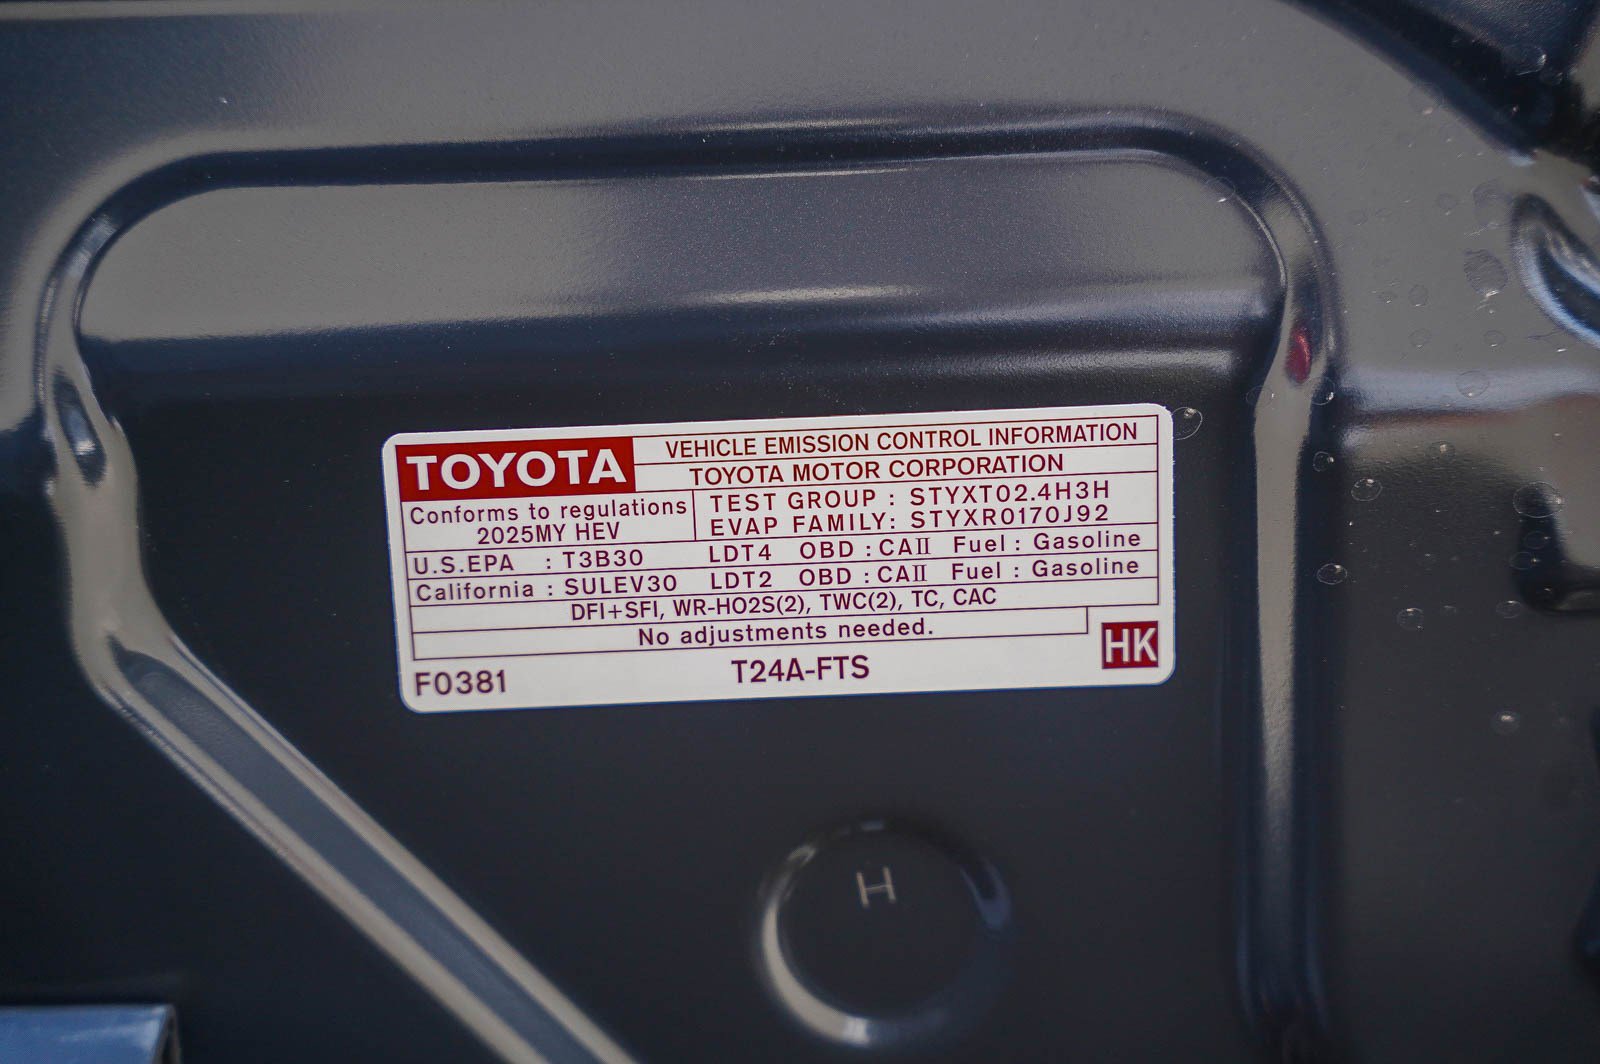 TOYOTA
VEHICLE EMISSION CONTROL INFORMATION
TOYOTA MOTOR CORPORATION
Conforms to regulations
2025MY HEV
TEST GROUP : STYXT02.4H3H
EVAP FAMILY: STYXR0170J92
U.S.EPA : T3B30 LDT4 OBD : CAII Fuel : Gasoline
California : SULEV30 LDT2 OBD : CAII Fuel : Gasoline
DFI+SFI, WR-HO2S(2), TWC(2), TC, CAC
No adjustments needed.
F0381
T24A-FTS
HK
H